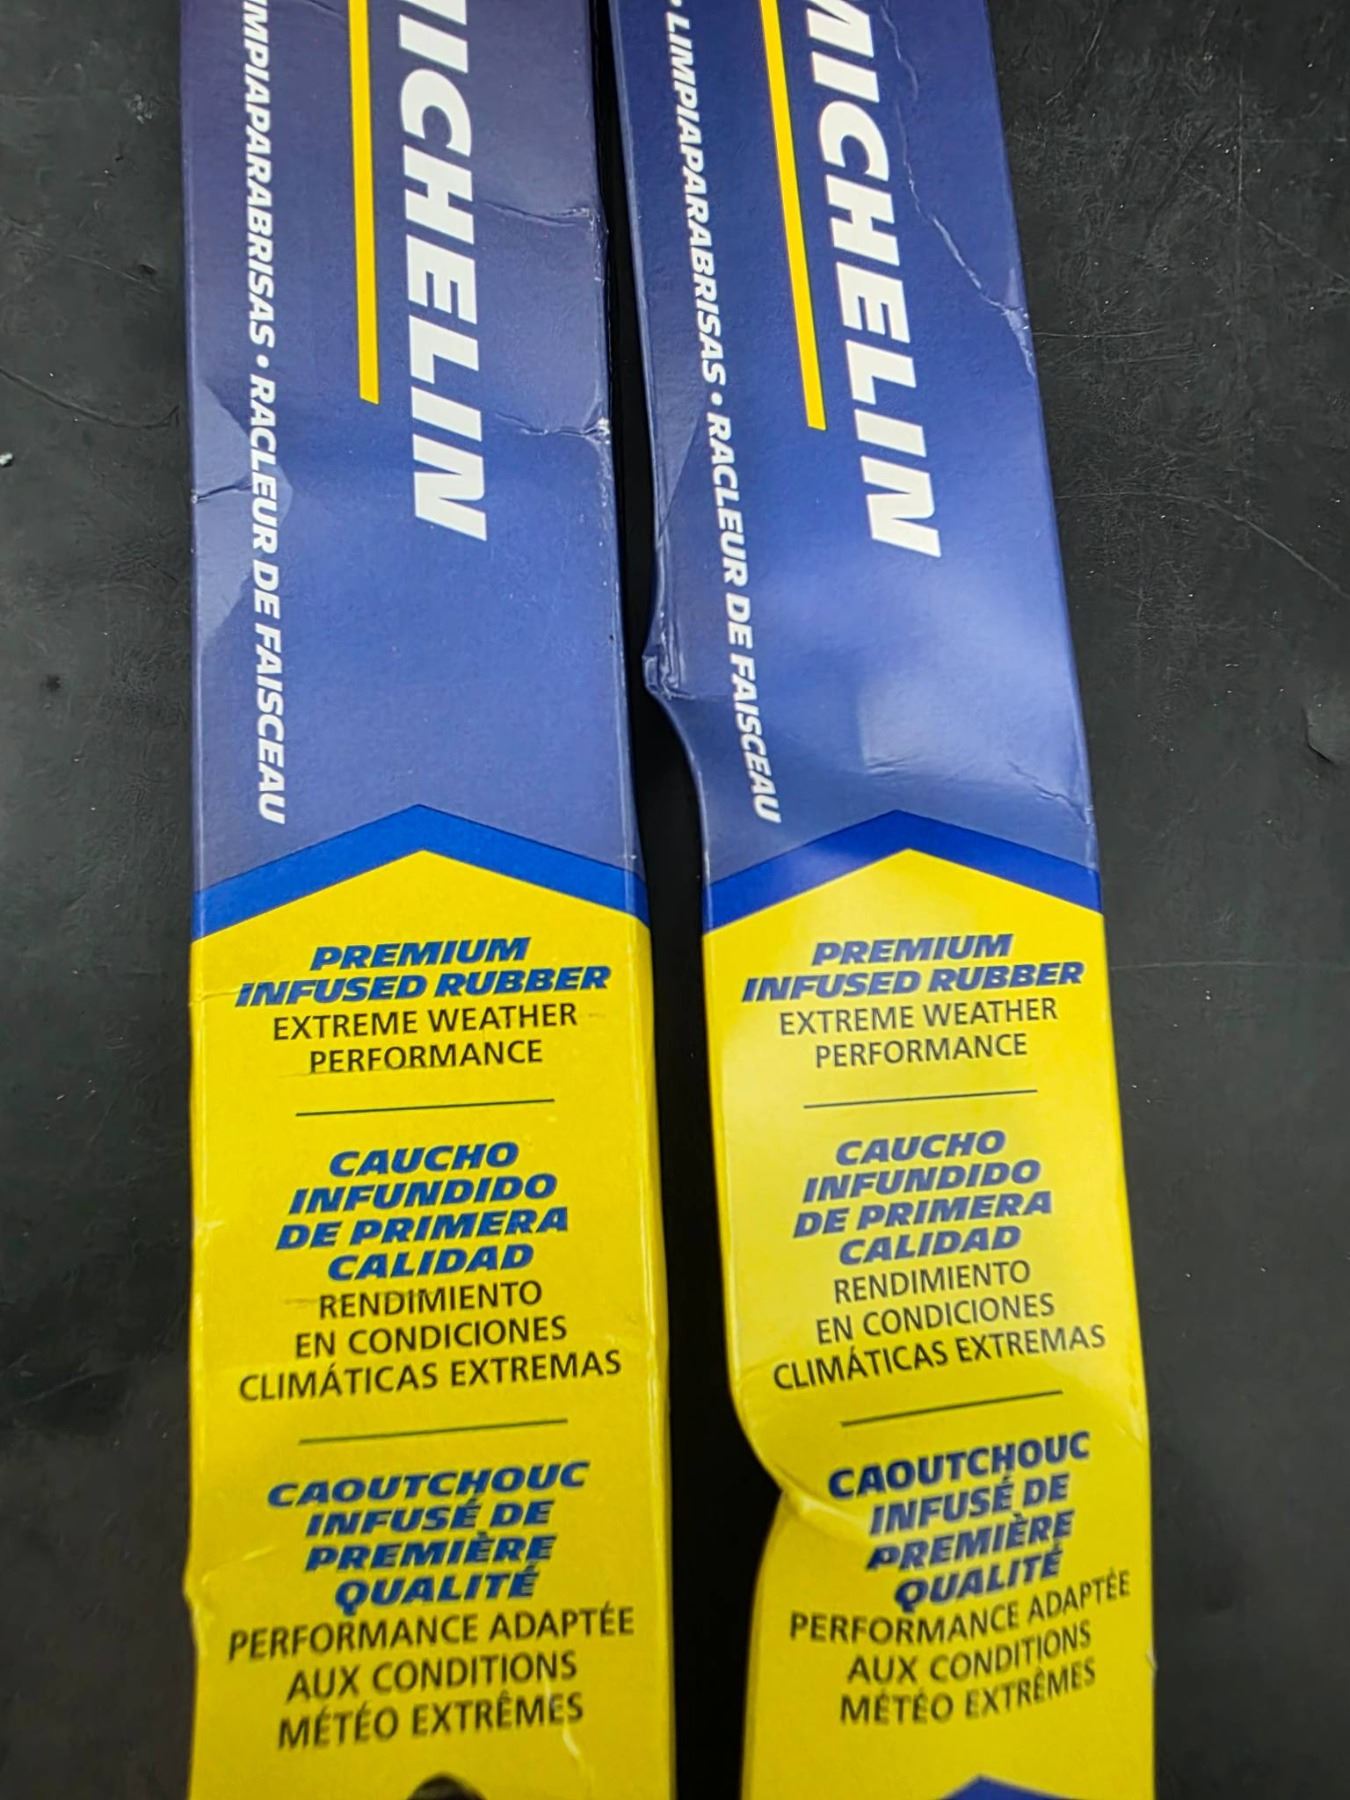 MICHELIN
LIMPIAPARABRISAS • RACLEUR DE FAISCEAU
PREMIUM
INFUSED RUBBER
EXTREME WEATHER
PERFORMANCE
CAUCHO
INFUNDIDO
DE PRIMERA
CALIDAD
RENDIMIENTO
EN CONDICIONES
CLIMÁTICAS EXTREMAS
CAOUTCHOUC
INFUSÉ DE
PREMIÈRE
QUALITÉ
PERFORMANCE ADAPTÉE
AUX CONDITIONS
MÉTÉO EXTRÊMES
MICHELIN
• LIMPIAPARABRISAS • RACLEUR DE FAISCEAU
PREMIUM
INFUSED RUBBER
EXTREME WEATHER
PERFORMANCE
CAUCHO
INFUNDIDO
DE PRIMERA
CALIDAD
RENDIMIENTO
EN CONDICIONES
CLIMÁTICAS EXTREMAS
CAOUTCHOUC
INFUSÉ DE
PREMIÈRE
QUALITÉ
PERFORMANCE ADAPTÉE
AUX CONDITIONS
MÉTÉO EXTRÊMES